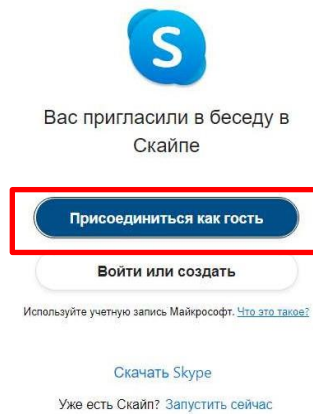 S
Вас пригласили в беседу в
Скайпе
Присоединиться как гость
Войти или создать
Используйте учетную запись Майкрософт. Что это такое?
Скачать Skype
Уже есть Скайп? Запустить сейчас